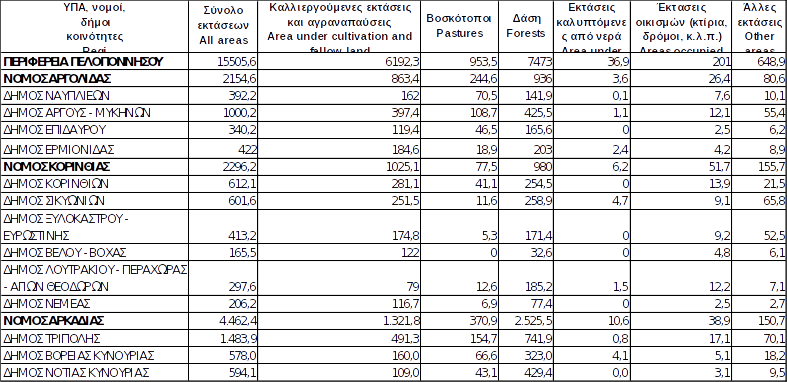 ΥΠΑ, νομοί, δήμοι κοινότητες Regi Σύνολο εκτάσεων All areas Καλλιεργούμενες εκτάσεις και αγραναπαύσεις Area under cultivation and fallow land Βοσκότοποι Pastures Δάση Forests Εκτάσεις καλυπτόμενες από νερά Area under Έκτασεις οικισμών (κτίρια, δρόμοι, κ.λ.π.) Areas occupied Άλλες εκτάσεις Other areas
ΠΕΡΙΦΕΡΕΙΑ ΠΕΛΟΠΟΝΝΗΣΟΥ 15505,6 6192,3 953,5 7473 36,9 201 648,9
ΝΟΜΟΣ ΑΡΓΟΛΙΔΑΣ 2154,6 863,4 244,6 936 3,6 26,4 80,6
ΔΗΜΟΣ ΝΑΥΠΛΙΕΩΝ 392,2 162 70,5 141,9 0,1 7,6 10,1
ΔΗΜΟΣ ΑΡΓΟΥΣ - ΜΥΚΗΝΩΝ 1000,2 397,4 108,7 425,5 1,1 12,1 55,4
ΔΗΜΟΣ ΕΠΙΔΑΥΡΟΥ 340,2 119,4 46,5 165,6 0 2,5 6,2
ΔΗΜΟΣ ΕΡΜΙΟΝΙΔΑΣ 422 184,6 18,9 203 2,4 4,2 8,9
ΝΟΜΟΣ ΚΟΡΙΝΘΙΑΣ 2296,2 1025,1 77,5 980 6,2 51,7 155,7
ΔΗΜΟΣ ΚΟΡΙΝΘΙΩΝ 612,1 281,1 41,1 254,5 0 13,9 21,5
ΔΗΜΟΣ ΣΙΚΥΩΝΙΩΝ 601,6 251,5 11,6 258,9 4,7 9,1 65,8
ΔΗΜΟΣ ΞΥΛΟΚΑΣΤΡΟΥ -
ΕΥΡΩΣΤΙΝΗΣ 413,2 174,8 5,3 171,4 0 9,2 52,5
ΔΗΜΟΣ ΒΕΛΟΥ - ΒΟΧΑΣ 165,5 122 0 32,6 0 4,8 6,1
ΔΗΜΟΣ ΛΟΥΤΡΑΚΙΟΥ - ΠΕΡΑΧΩΡΑΣ
- ΑΓΙΩΝ ΘΕΟΔΩΡΩΝ 297,6 79 12,6 185,2 1,5 12,2 7,1
ΔΗΜΟΣ ΝΕΜΕΑΣ 206,2 116,7 6,9 77,4 0 2,5 2,7
ΝΟΜΟΣ ΑΡΚΑΔΙΑΣ 4.462,4 1.321,8 370,9 2.525,5 10,6 38,9 150,7
ΔΗΜΟΣ ΤΡΙΠΟΛΗΣ 1.483,9 491,3 154,7 741,9 0,8 17,1 70,1
ΔΗΜΟΣ ΒΟΡΕΙΑΣ ΚΥΝΟΥΡΙΑΣ 578,0 160,0 66,6 323,0 4,1 5,1 18,2
ΔΗΜΟΣ ΝΟΤΙΑΣ ΚΥΝΟΥΡΙΑΣ 594,1 109,0 43,1 429,4 0,0 3,1 9,5